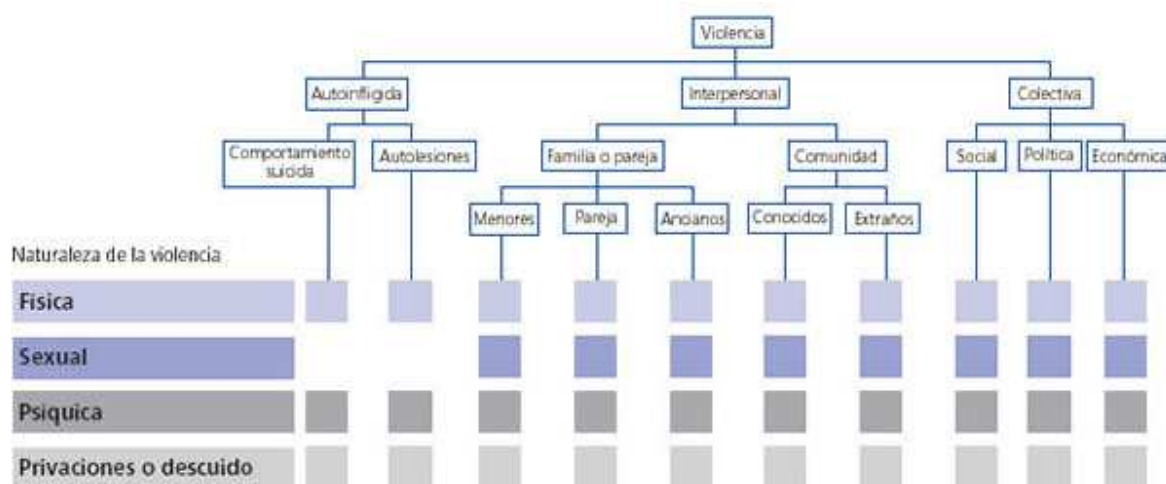 Violencia
Autoinfligida
Interpersonal
Colectiva
Comportamiento
suicida
Autolesiones
Familia o pareja
Comunidad
Social
Política
Económica
Menores
Pareja
Ancianos
Conocidos
Extraños
Naturaleza de la violencia
Física
Sexual
Psiquica
Privaciones o descuido